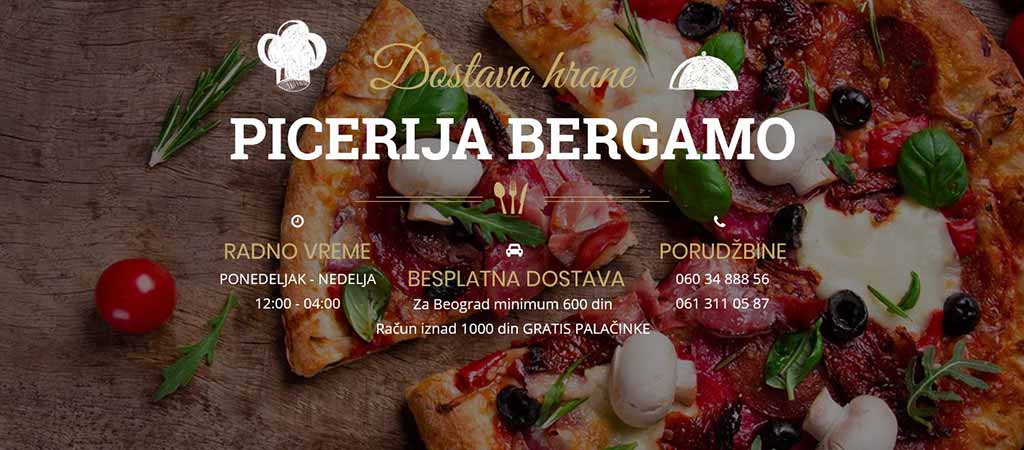 Dostava hrane
PICERIJA BERGAMO
RADNO VREME
PONEDELJAK - NEDELJA
12:00 - 04:00
BESPLATNA DOSTAVA
Za Beograd minimum 600 din
Račun iznad 1000 din GRATIS PALAČINKE
PORUDŽBINE
060 34 888 56
061 311 05 87